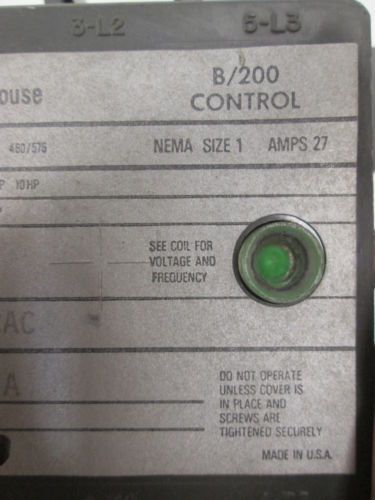 3-L2 5-L3
ouse
B/200
CONTROL
460/575 NEMA SIZE 1 AMPS 27
P 10HP
SEE COIL FOR
VOLTAGE AND
FREQUENCY
AC
A
DO NOT OPERATE
UNLESS COVER IS
IN PLACE AND
SCREWS ARE
TIGHTENED SECURELY
MADE IN U.S.A.